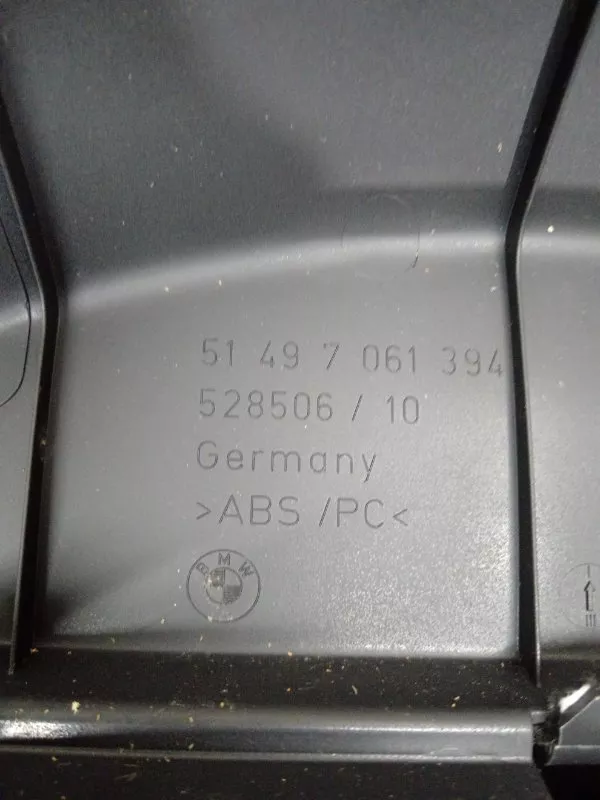 51 49 7 061 394
528506 / 10
Germany
>ABS /PC<
BMW